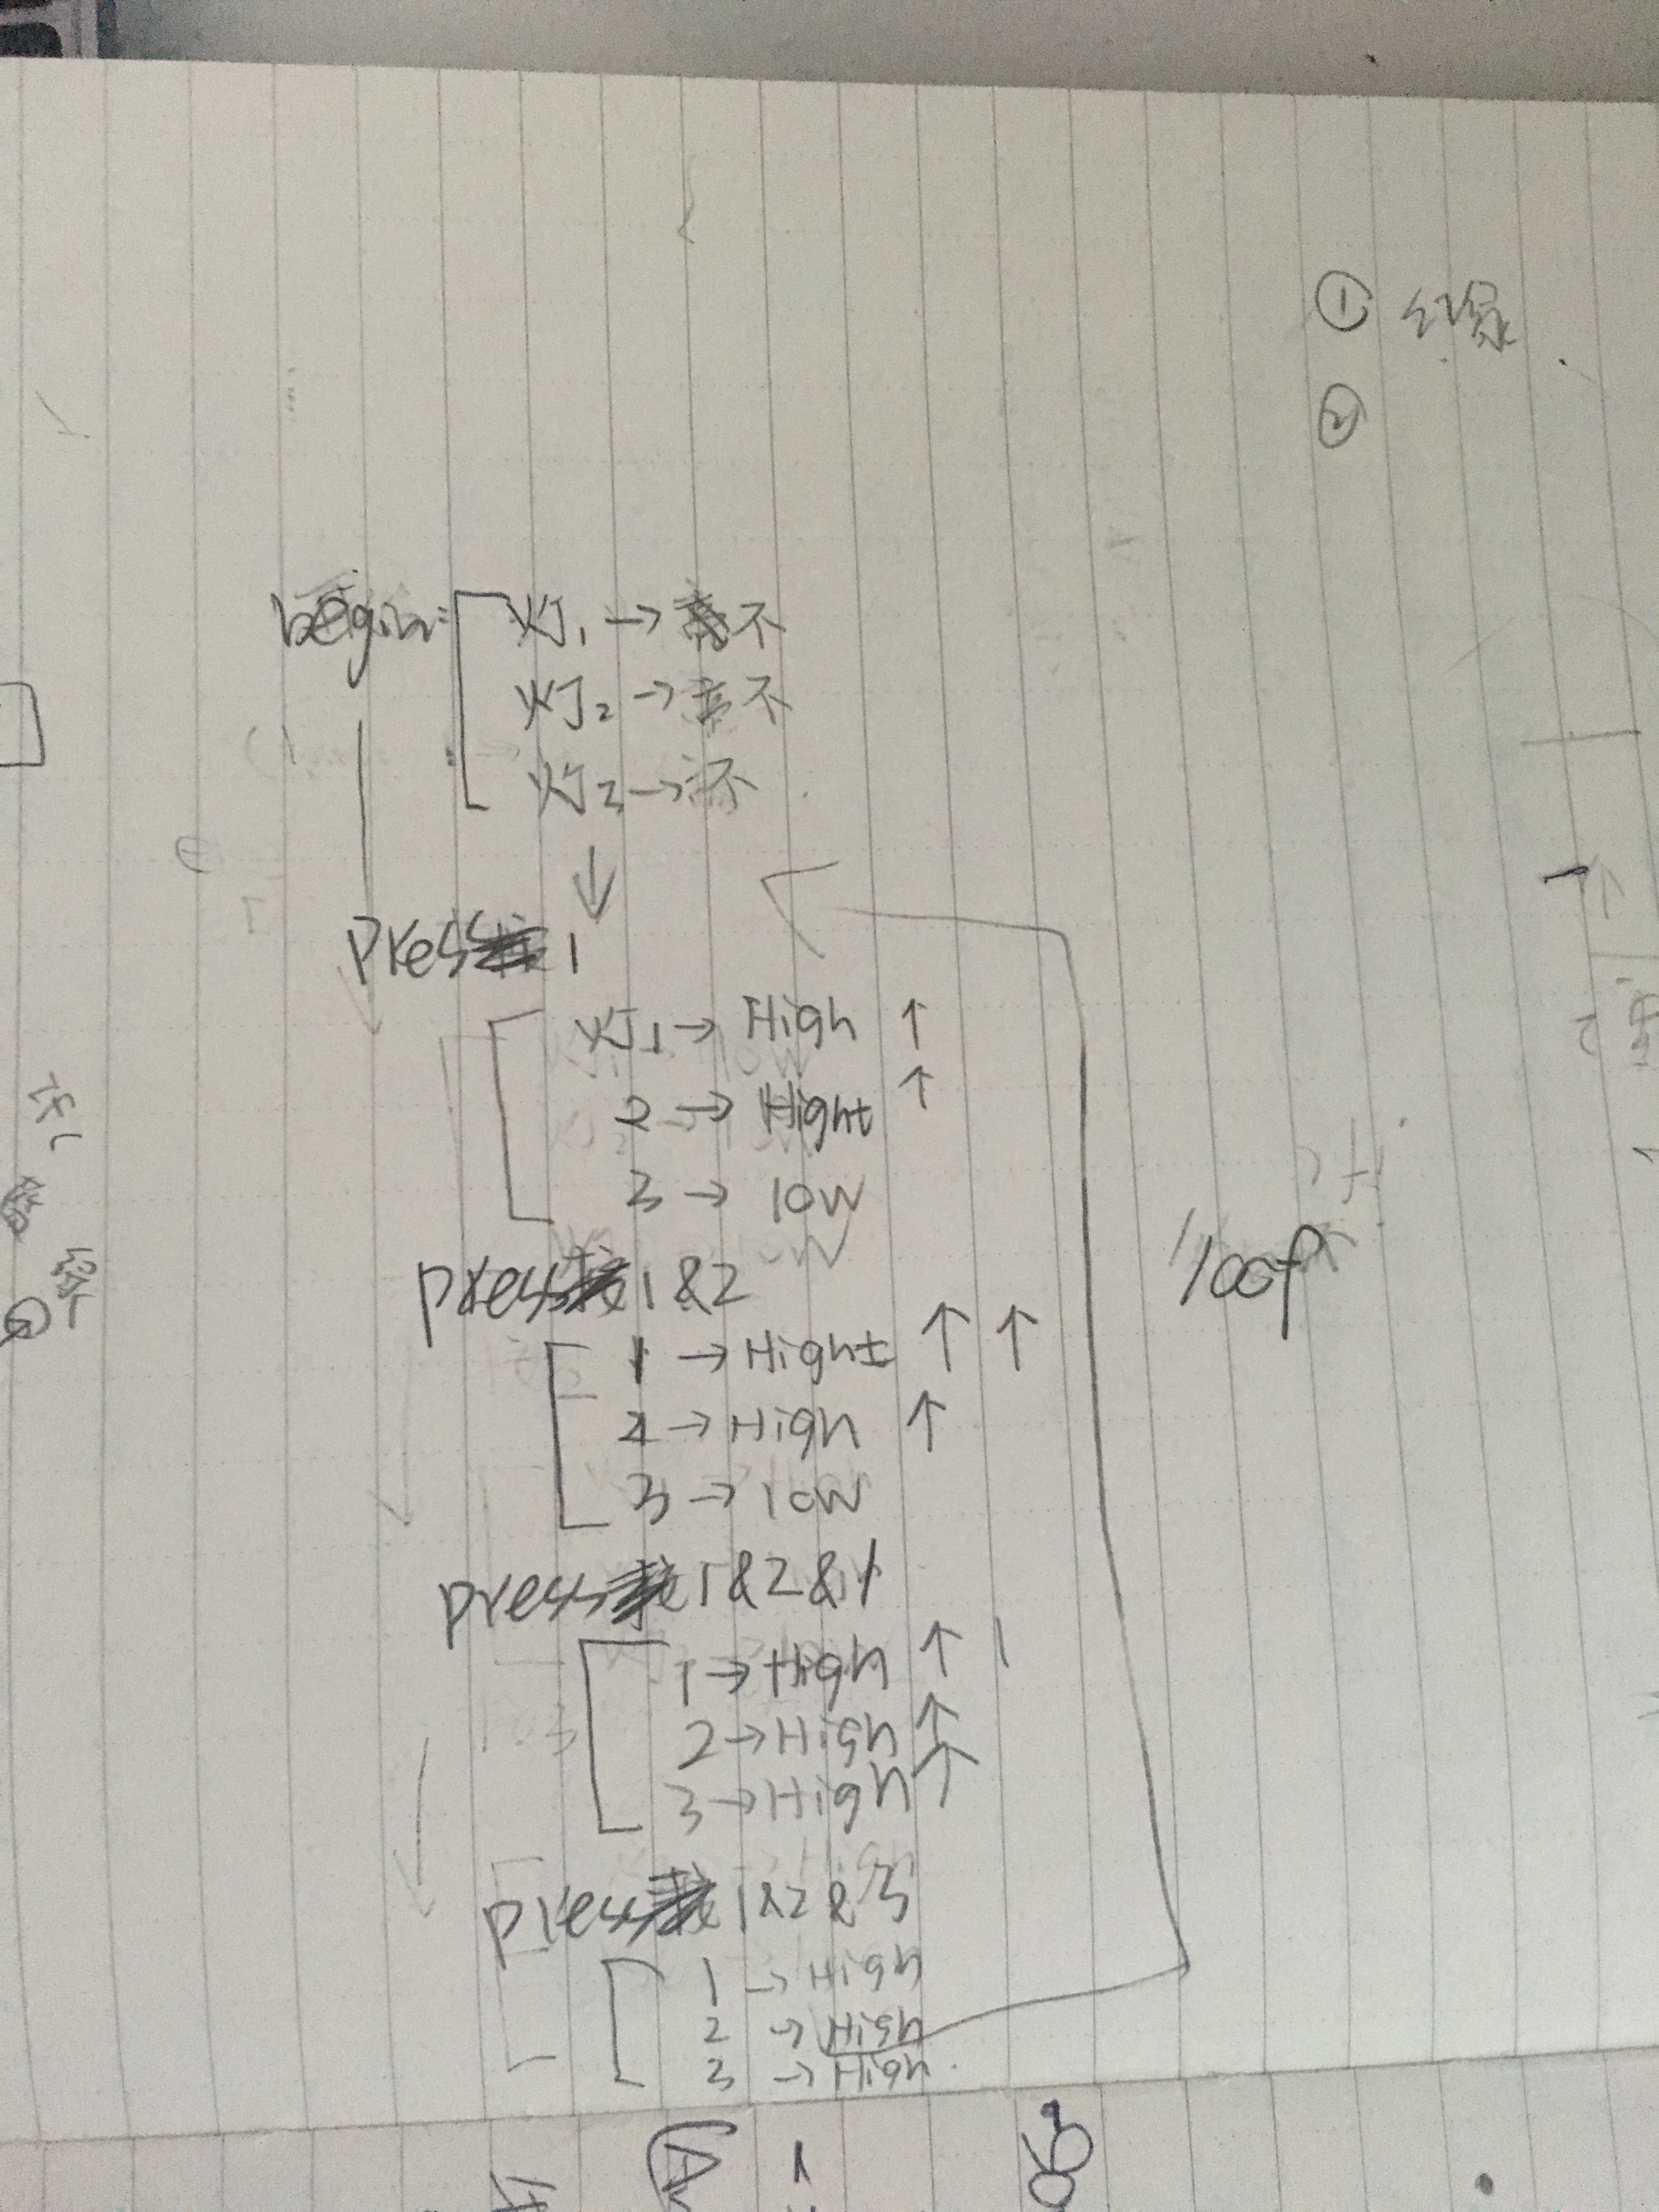 ① 红绿
②
begin: 灯1 → 不
灯2 → 不
灯3 → 不
press 1
灯1 → High ↑
2 → Hight ↑
3 → low
press 1&2
1 → Hight ↑ ↑
2 → High ↑
3 → low
loop
press 1&2&1
1 → High ↑ 1
2 → High ↑
3 → High ↑
press 1&2&3
1 → High
2 → High
3 → High